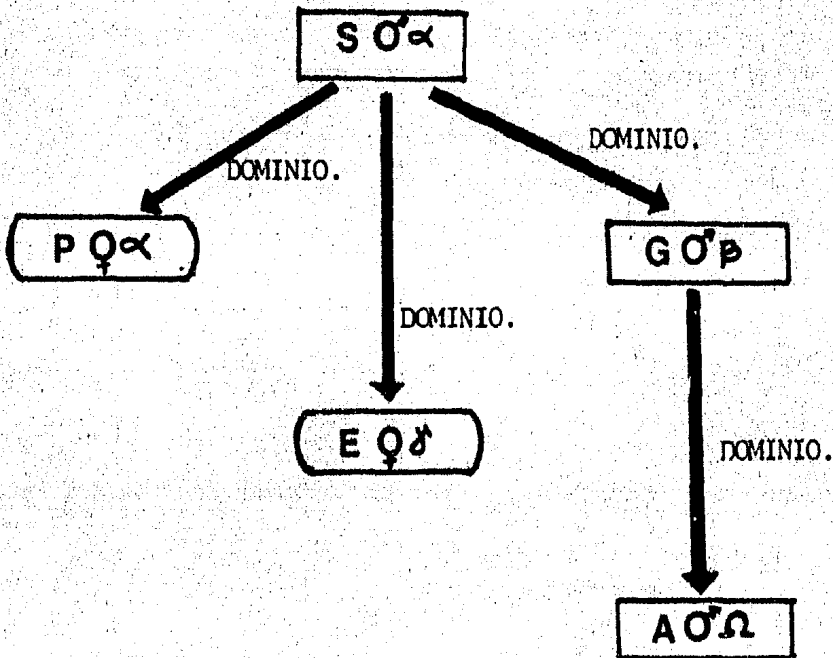 S ♂ α
DOMINIO.
DOMINIO.
P ♀ α
G ♂ β
DOMINIO.
E ♀ γ
DOMINIO.
A ♂ Ω